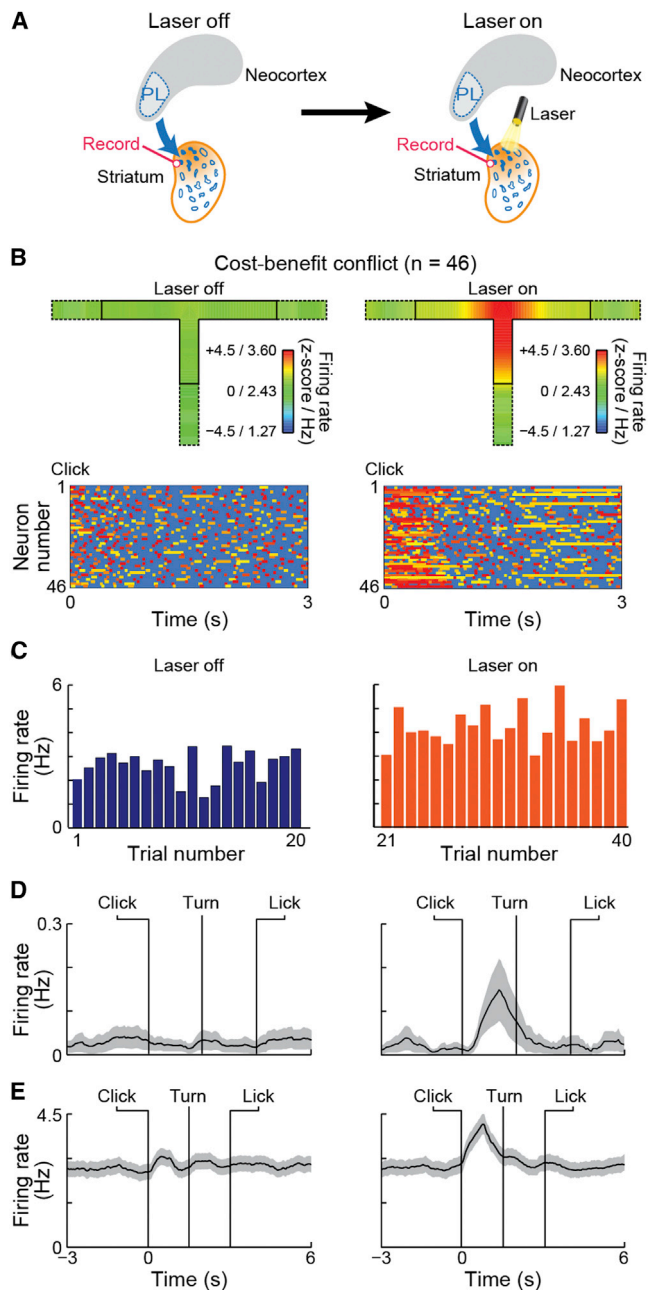 A
Laser off
Laser on
Neocortex
PL
Record
Striatum
Neocortex
PL
Laser
Record
Striatum
B
Cost-benefit conflict (n = 46)
Laser off
Laser on
+4.5 / 3.60
0 / 2.43
−4.5 / 1.27
Firing rate
(z-score / Hz)
+4.5 / 3.60
0 / 2.43
−4.5 / 1.27
Firing rate
(z-score / Hz)
Click
1
Neuron
number
46
0
3
Time (s)
Click
1
46
0
3
Time (s)
C
Laser off
Laser on
6
Firing rate
(Hz)
0
1
20
Trial number
21
40
Trial number
D
Click
Turn
Lick
Click
Turn
Lick
0.3
Firing rate
(Hz)
0
E
Click
Turn
Lick
Click
Turn
Lick
4.5
Firing rate
(Hz)
0
−3
0
6
Time (s)
−3
0
6
Time (s)